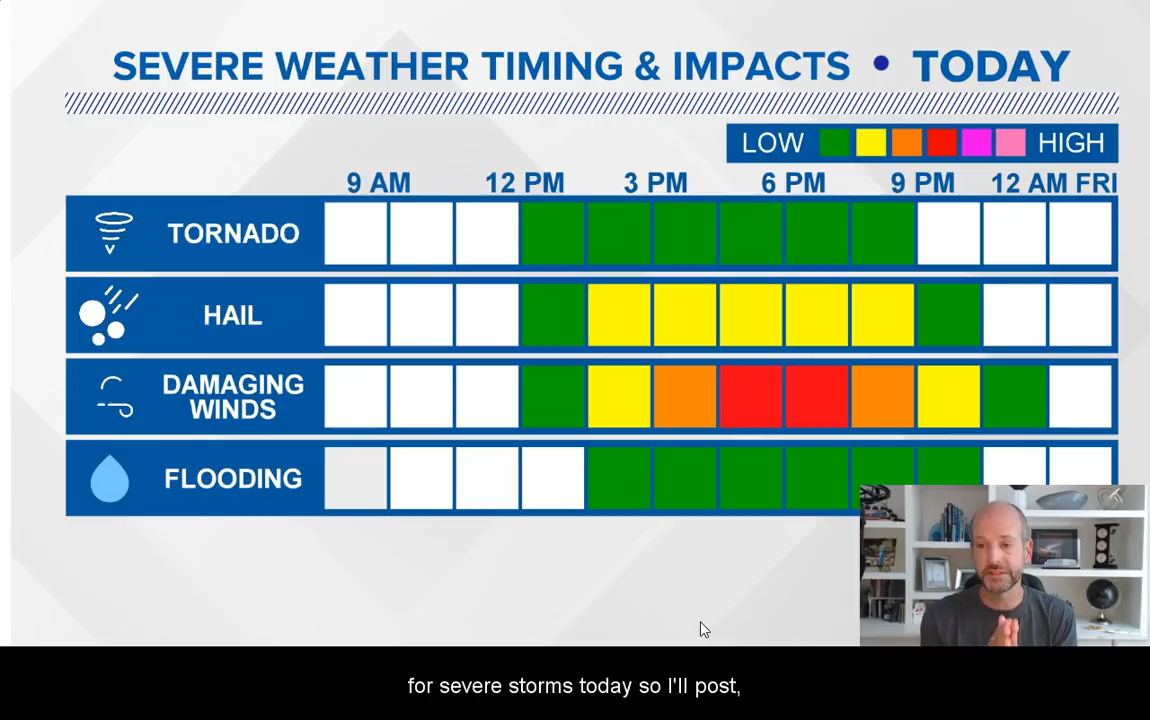 SEVERE WEATHER TIMING & IMPACTS • TODAY
LOW HIGH
9 AM 12 PM 3 PM 6 PM 9 PM 12 AM FRI
TORNADO
HAIL
DAMAGING
WINDS
FLOODING
for severe storms today so I'll post,